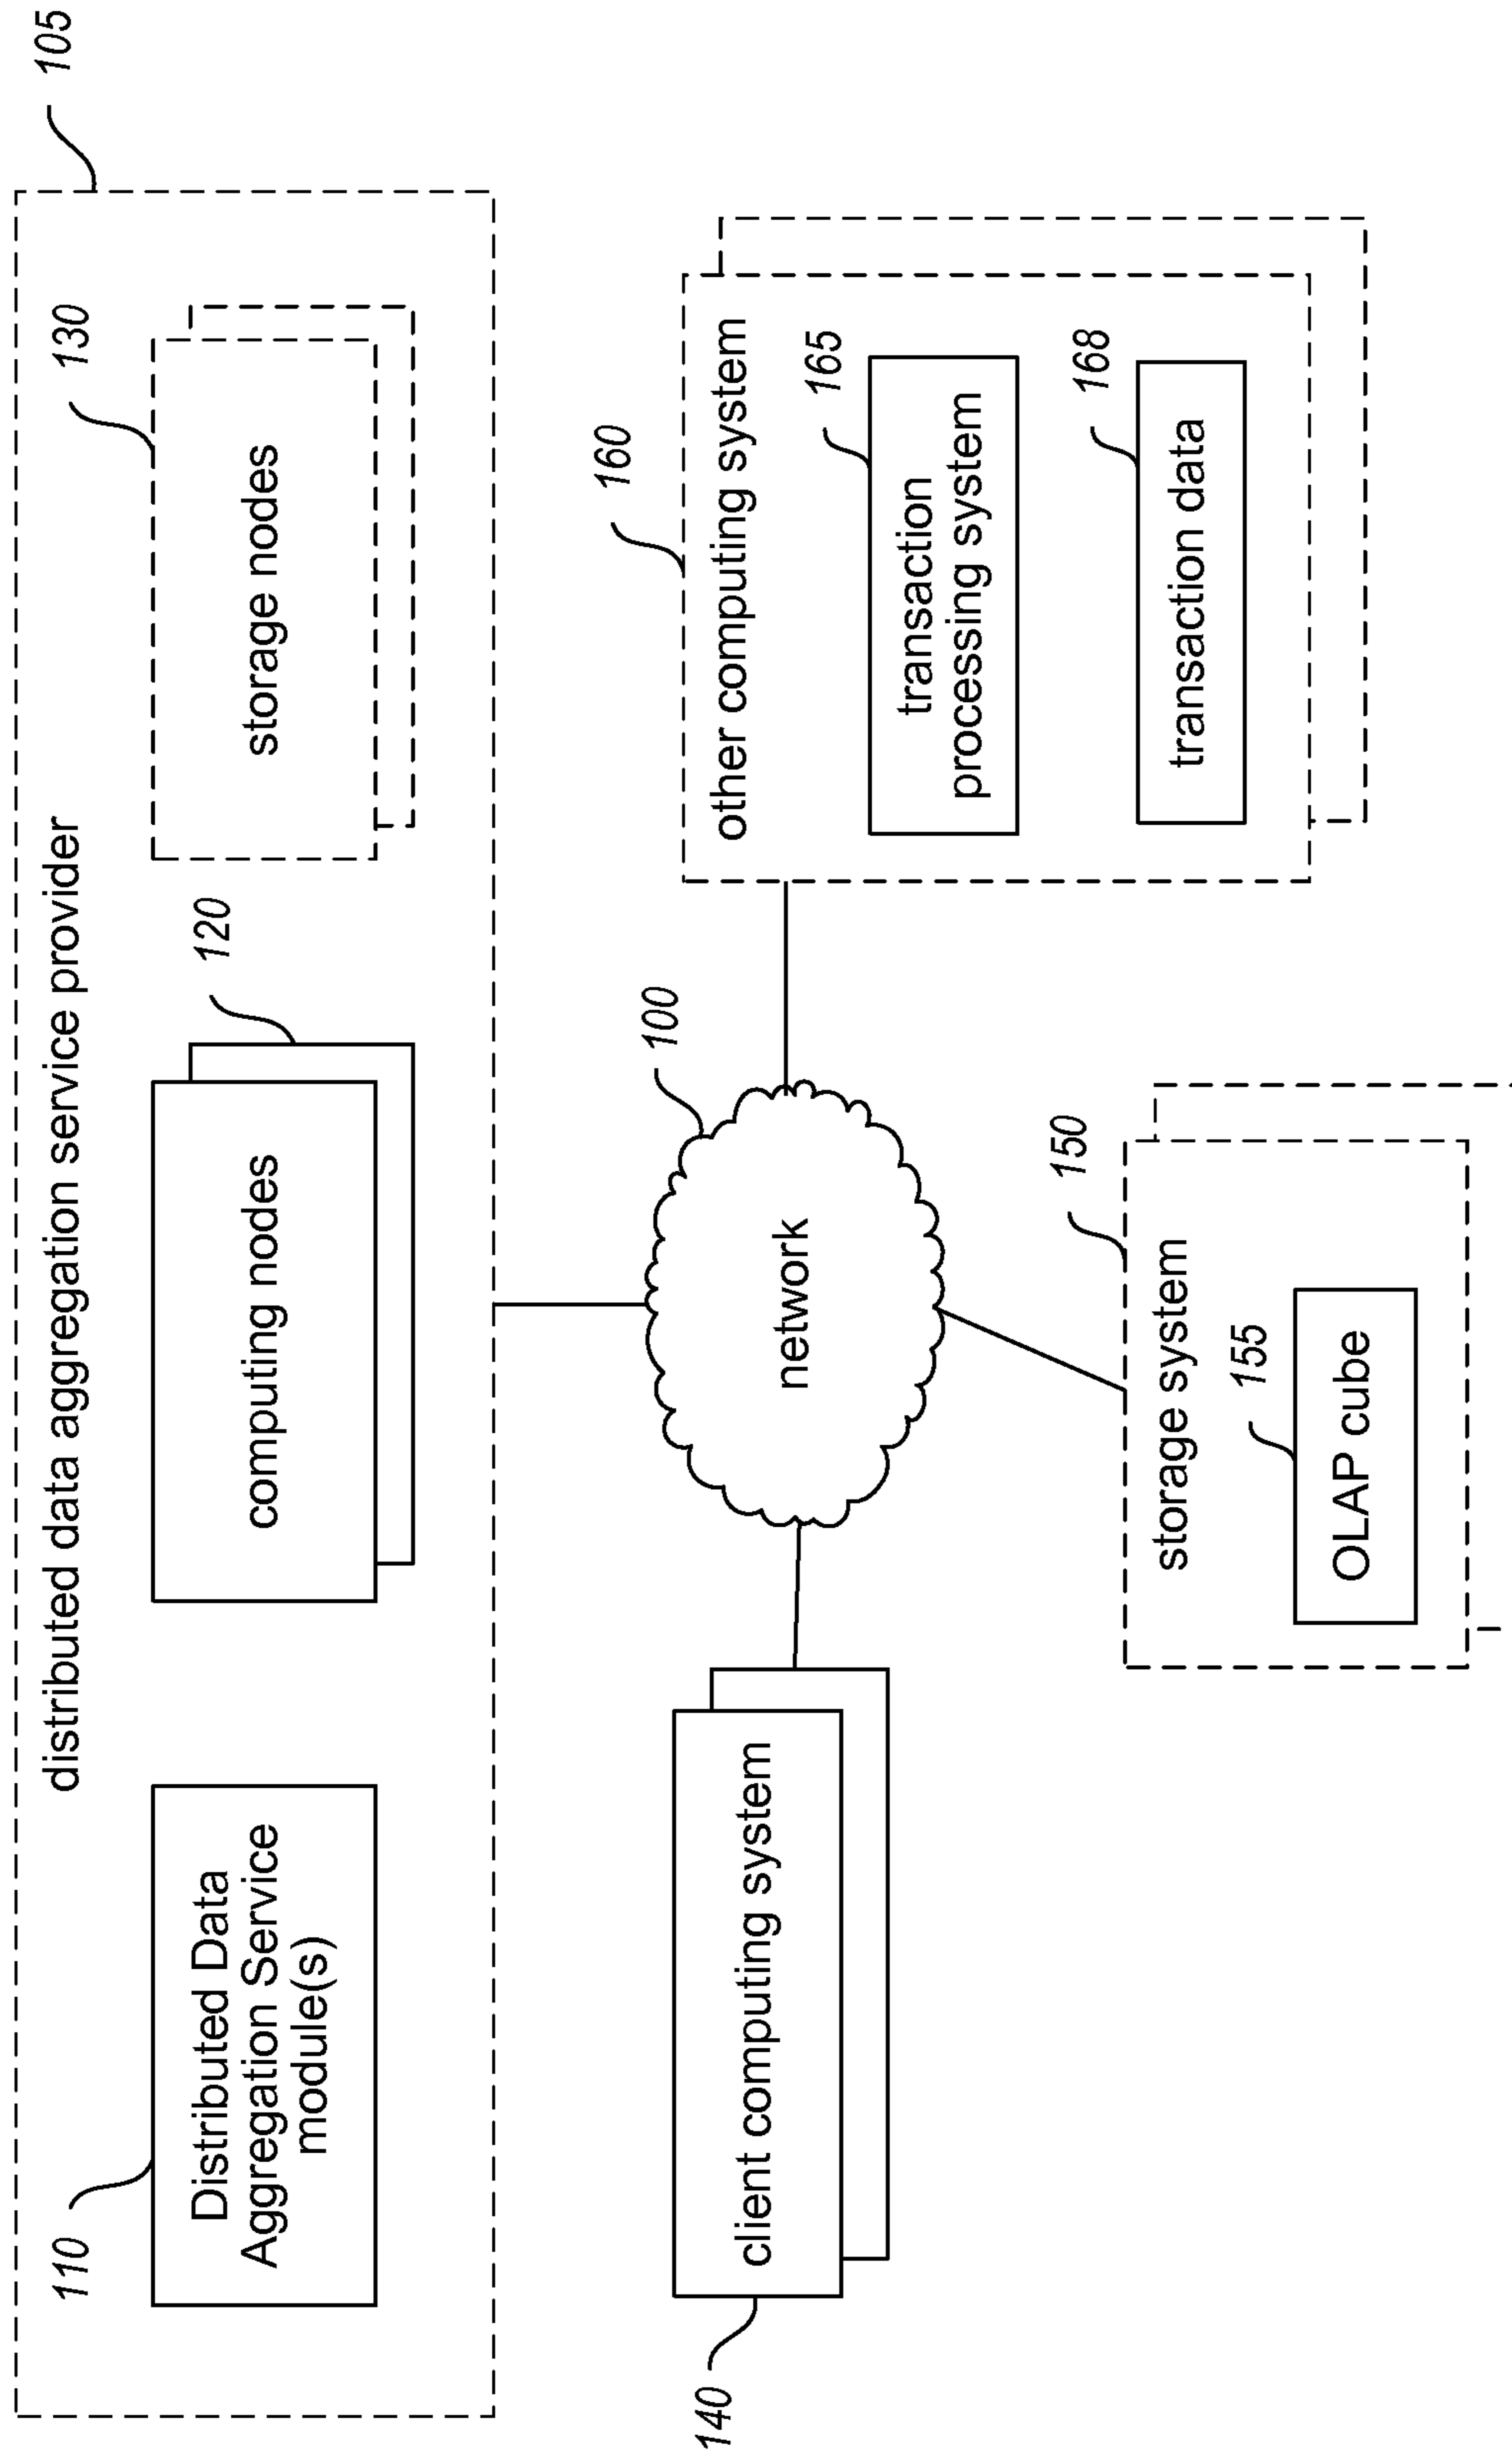 105
distributed data aggregation service provider
110
Distributed Data
Aggregation Service
module(s)
120
computing nodes
130
storage nodes
100
network
140
client computing system
150
storage system
155
OLAP cube
160
other computing system
165
transaction
processing system
168
transaction data